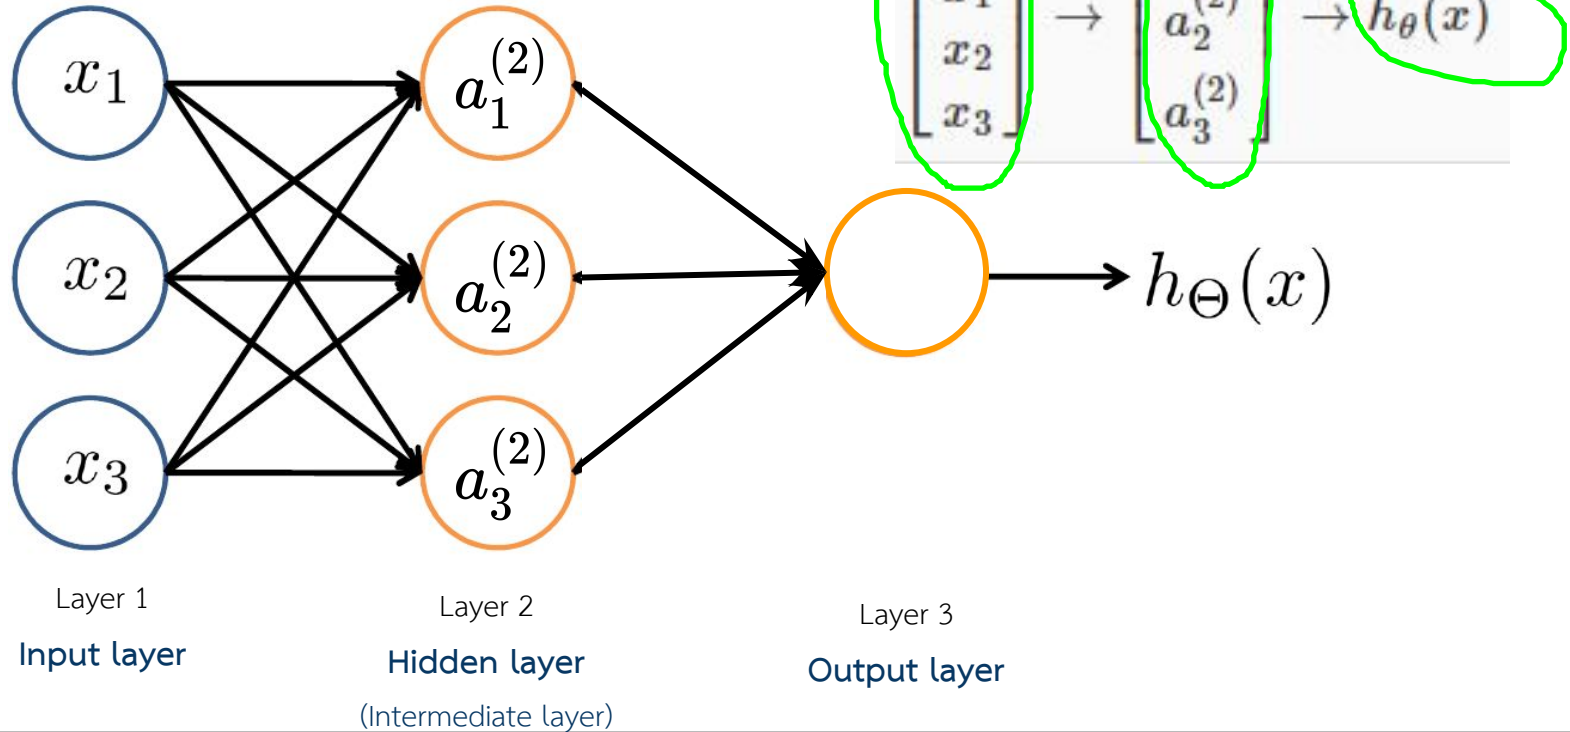 x₁
x₂
x₃
a₁⁽²⁾
a₂⁽²⁾
a₃⁽²⁾
→ a₂⁽²⁾ → hθ(x)
x₂
x₃ a₃⁽²⁾
h_Θ(x)
Layer 1
Input layer
Layer 2
Hidden layer
(Intermediate layer)
Layer 3
Output layer